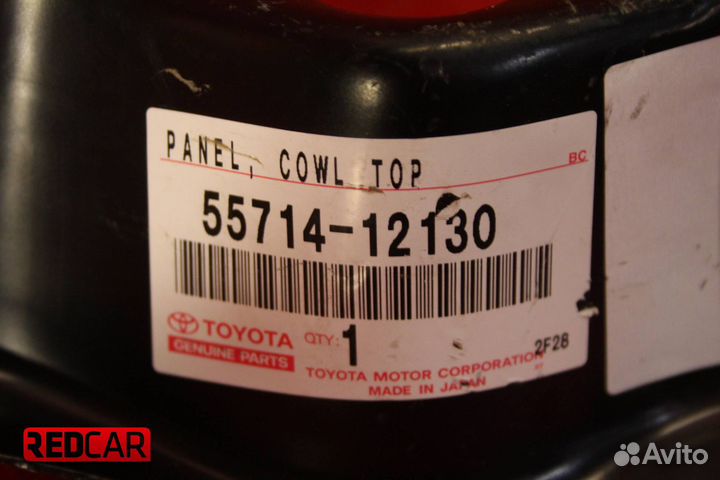 PANEL, COWL TOP
BC
55714-12130
TOYOTA
GENUINE PARTS
QTY: 1
2F28
TOYOTA MOTOR CORPORATION
MADE IN JAPAN
REDCAR
Avito